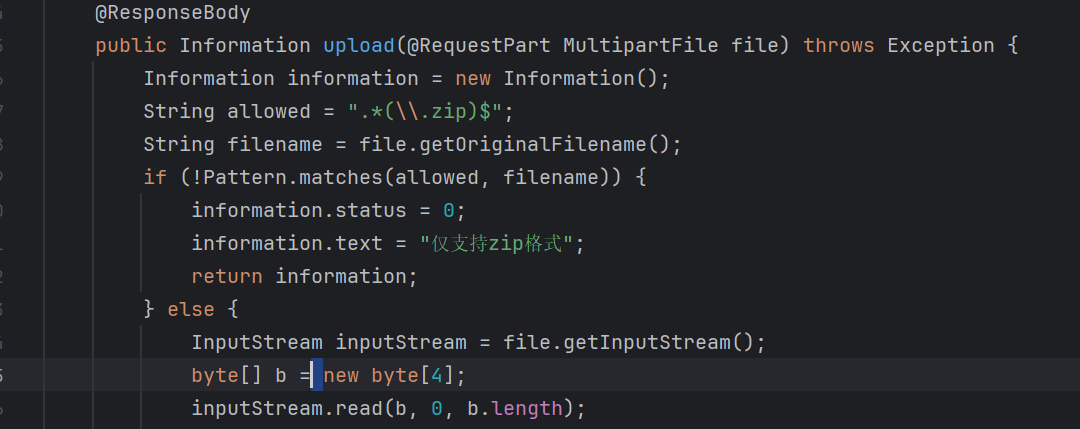 @ResponseBody
public Information upload(@RequestPart MultipartFile file) throws Exception {
Information information = new Information();
String allowed = ".*(\\.zip)$";
String filename = file.getOriginalFilename();
if (!Pattern.matches(allowed, filename)) {
information.status = 0;
information.text = "仅支持zip格式";
return information;
} else {
InputStream inputStream = file.getInputStream();
byte[] b = new byte[4];
inputStream.read(b, 0, b.length);